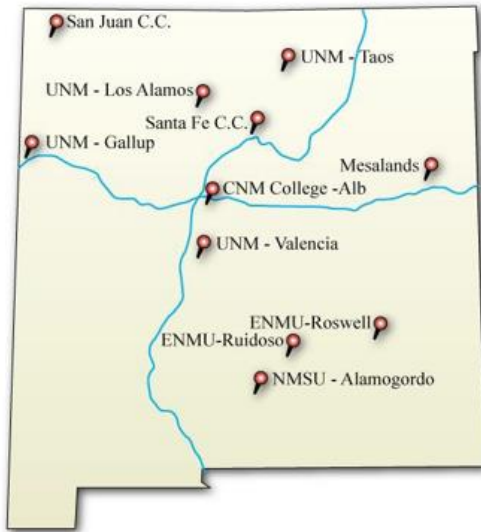 San Juan C.C.
UNM - Taos
UNM - Los Alamos
Santa Fe C.C.
UNM - Gallup
Mesalands
CNM College -Alb
UNM - Valencia
ENMU-Roswell
ENMU-Ruidoso
NMSU - Alamogordo